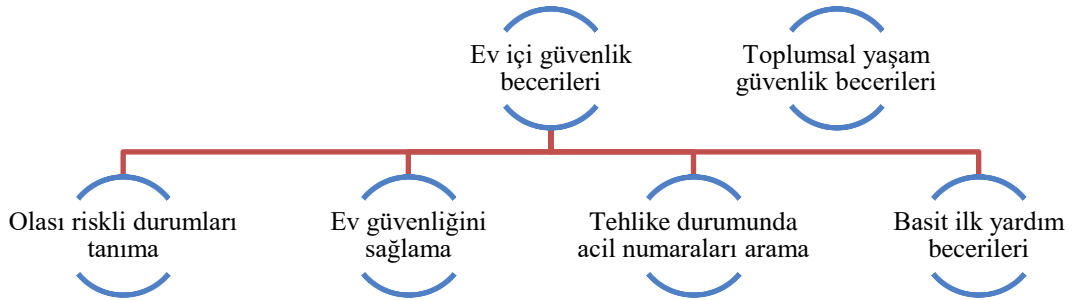 Ev içi güvenlik
becerileri
Toplumsal yaşam
güvenlik becerileri
Olası riskli durumları
tanıma
Ev güvenliğini
sağlama
Tehlike durumunda
acil numaraları arama
Basit ilk yardım
becerileri